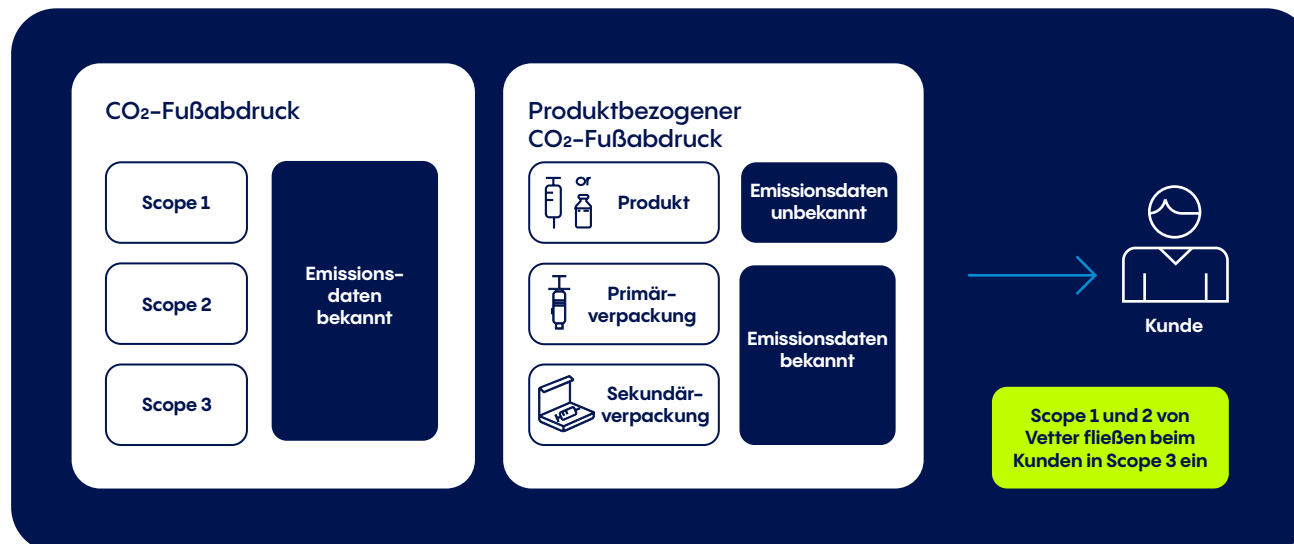 CO₂-Fußabdruck
Scope 1
Scope 2
Scope 3
Emissions-
daten
bekannt
Produktbezogener
CO₂-Fußabdruck
or
Produkt
Emissionsdaten
unbekannt
Primär-
verpackung
Sekundär-
verpackung
Emissionsdaten
bekannt
Kunde
Scope 1 und 2 von
Vetter fließen beim
Kunden in Scope 3 ein